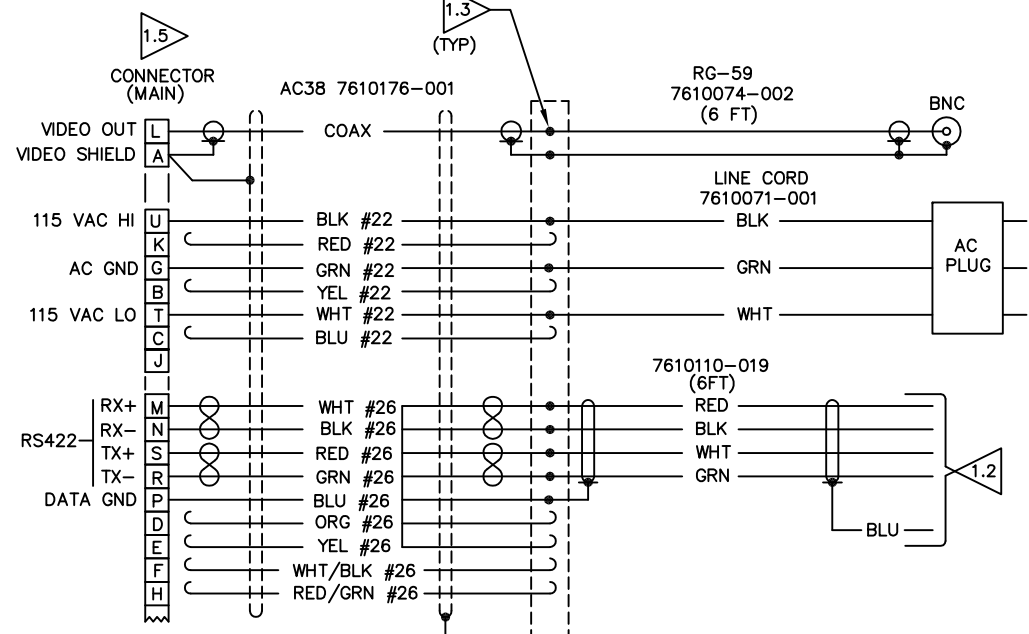 1.3
(TYP)
1.5
CONNECTOR
(MAIN)
AC38 7610176-001
RG-59
7610074-002
(6 FT)
BNC
VIDEO OUT L COAX
VIDEO SHIELD A
LINE CORD
7610071-001
115 VAC HI U BLK #22 BLK
K RED #22
AC GND G GRN #22 GRN
B YEL #22
115 VAC LO T WHT #22 WHT
C BLU #22
J
AC
PLUG
7610110-019
(6FT)
RS422
RX+ M WHT #26 RED
RX- N BLK #26 BLK
TX+ S RED #26 WHT
TX- R GRN #26 GRN
DATA GND P BLU #26
D ORG #26
E YEL #26
F WHT/BLK #26
H RED/GRN #26
BLU
1.2